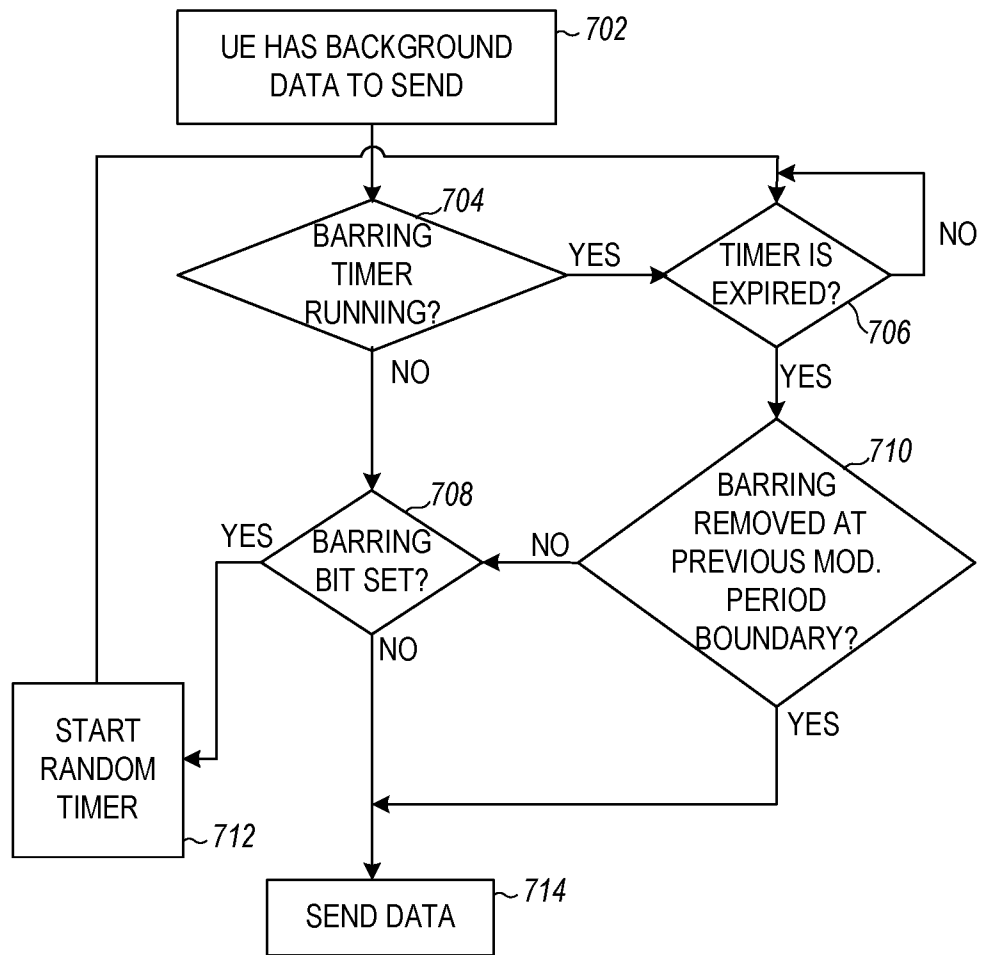 UE HAS BACKGROUND
DATA TO SEND
702
704
BARRING
TIMER
RUNNING?
YES
TIMER IS
EXPIRED?
NO
706
NO
YES
710
BARRING
REMOVED AT
PREVIOUS MOD.
PERIOD
BOUNDARY?
708
YES
BARRING
BIT SET?
NO
NO
YES
START
RANDOM
TIMER
712
714
SEND DATA